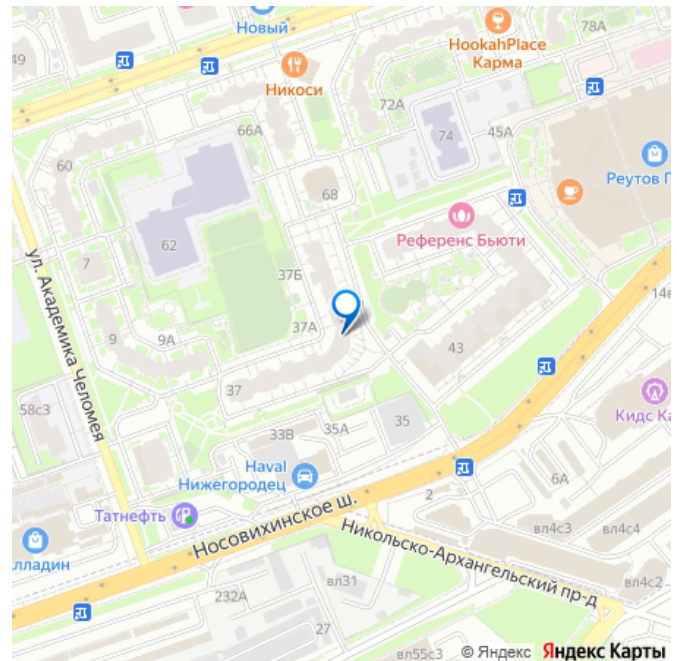 Новый
49
78А
HookahPlace
Карма
Никоси
72А
66А
74
45А
60
68
Реутов П
Референс Бьюти
62
7
37Б
14в
ул. Академика Челомея
9
9А
37А
43
37
58с3
33В
35А
35
Кидс Ка
Haval
Нижегородец
6А
2
Татнефть
Носовихинское ш.
вл4с3
вл4с4
Никольско-Архангельский пр-д
лладин
вл31
вл4с2
232А
27
вл55с3
© Яндекс Яндекс Карты